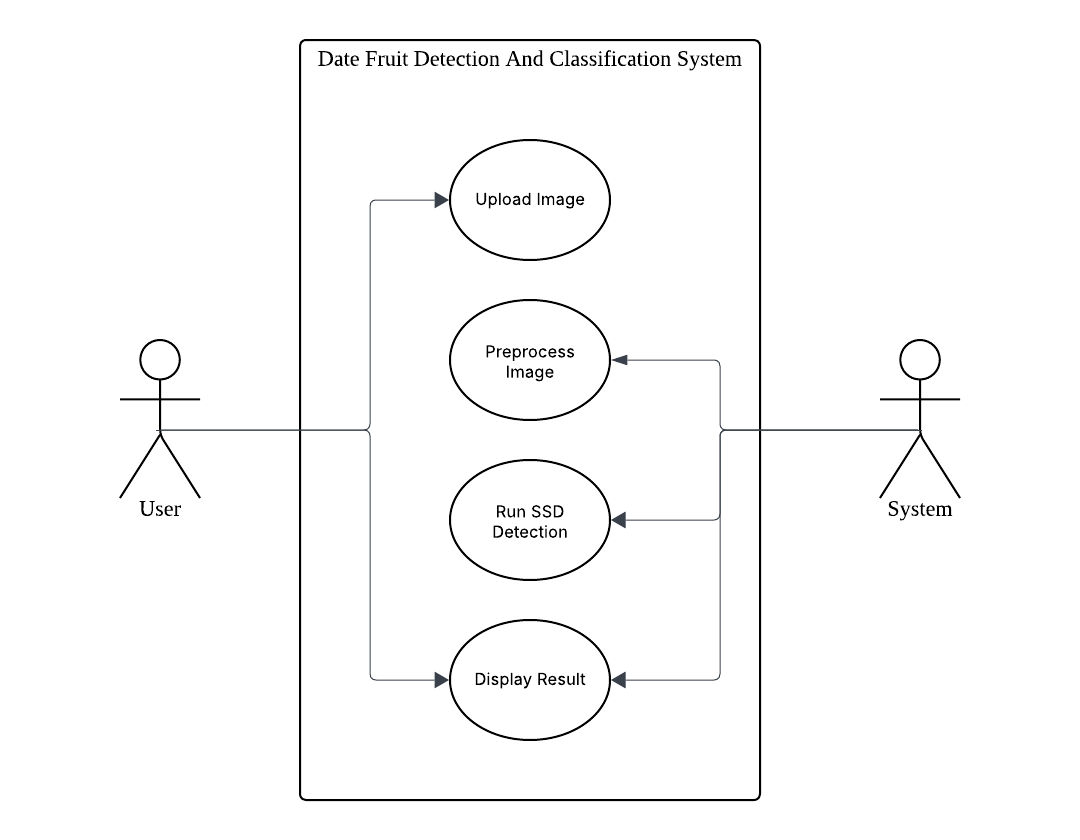 Date Fruit Detection And Classification System
Upload Image
Preprocess
Image
Run SSD
Detection
Display Result
User
System